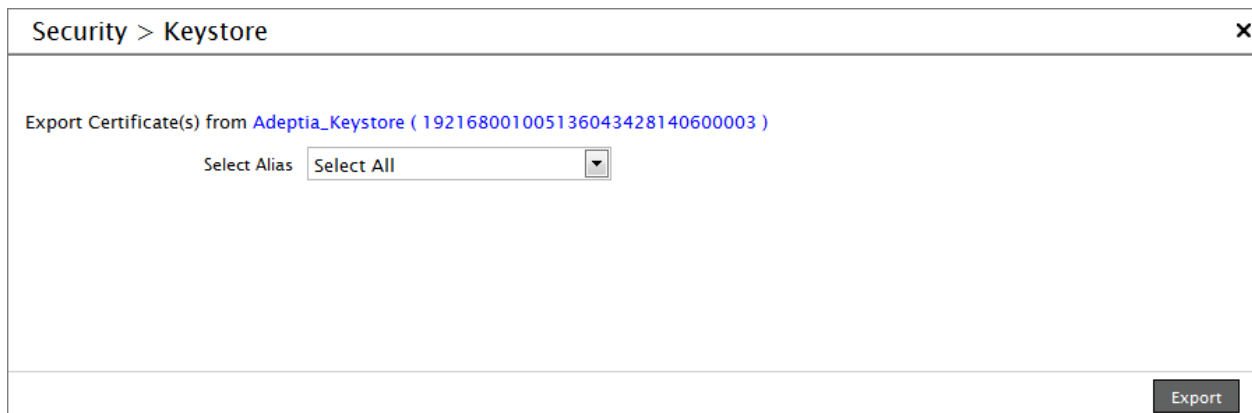 Security > Keystore
Export Certificate(s) from Adeptia_Keystore ( 192168001005136043428140600003 )
Select Alias Select All
Export